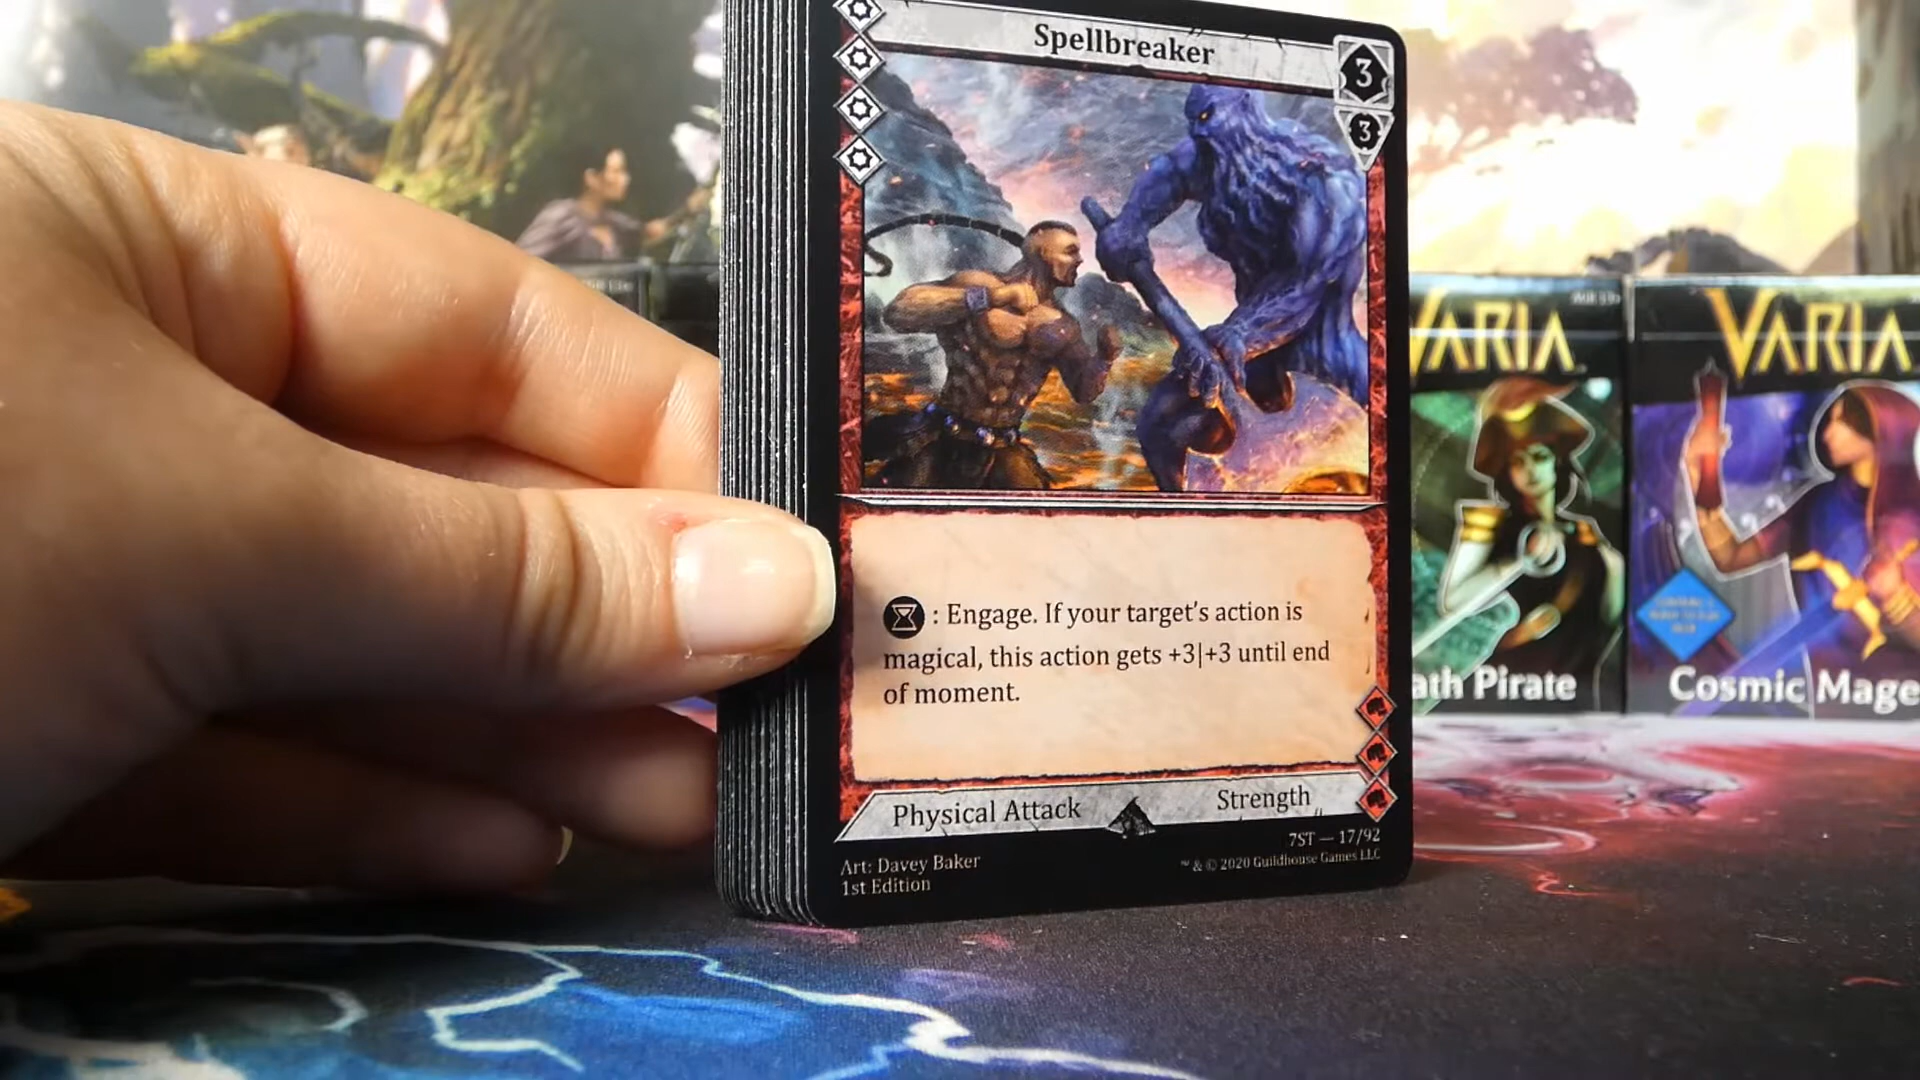 Spellbreaker
3
3
: Engage. If your target's action is
magical, this action gets +3|+3 until end
of moment.
Physical Attack
Strength
7ST — 17/92
Art: Davey Baker
™ & © 2020 Guildhouse Games LLC
1st Edition
VARIA
VARIA
ath Pirate
Cosmic Mage